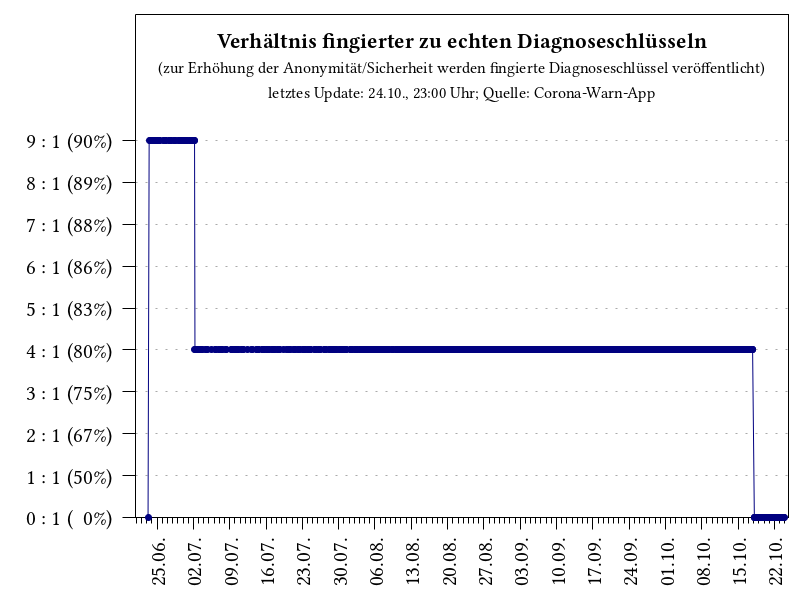 Verhältnis fingierter zu echten Diagnoseschlüsseln
(zur Erhöhung der Anonymität/Sicherheit werden fingierte Diagnoseschlüssel veröffentlicht)
letztes Update: 24.10., 23:00 Uhr; Quelle: Corona-Warn-App
9 : 1 (90%)
8 : 1 (89%)
7 : 1 (88%)
6 : 1 (86%)
5 : 1 (83%)
4 : 1 (80%)
3 : 1 (75%)
2 : 1 (67%)
1 : 1 (50%)
0 : 1 ( 0%)
25.06.
02.07.
09.07.
16.07.
23.07.
30.07.
06.08.
13.08.
20.08.
27.08.
03.09.
10.09.
17.09.
24.09.
01.10.
08.10.
15.10.
22.10.